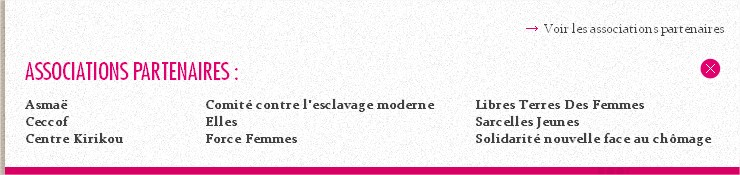 → Voir les associations partenaires
ASSOCIATIONS PARTENAIRES :
Asmaë
Ceccof
Centre Kirikou
Comité contre l'esclavage moderne
Elles
Force Femmes
Libres Terres Des Femmes
Sarcelles Jeunes
Solidarité nouvelle face au chômage